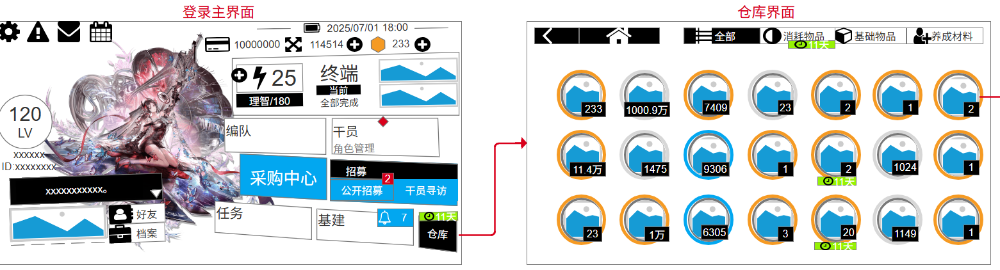 登录主界面
仓库界面
2025/07/01 18:00
10000000
114514
233
25
理智/180
终端
当前
全部完成
120
LV
xxxxxx
ID:xxxxxxxx
xxxxxxxxxxx。
编队
干员
角色管理
采购中心
招募
2
公开招募
干员寻访
任务
基建
7
11天
仓库
好友
档案
全部
消耗物品
11天
基础物品
养成材料
233
1000.9万
7409
23
2
1
2
11.4万
1475
9306
1
2
11天
1024
1
23
1万
6305
3
20
11天
1149
1